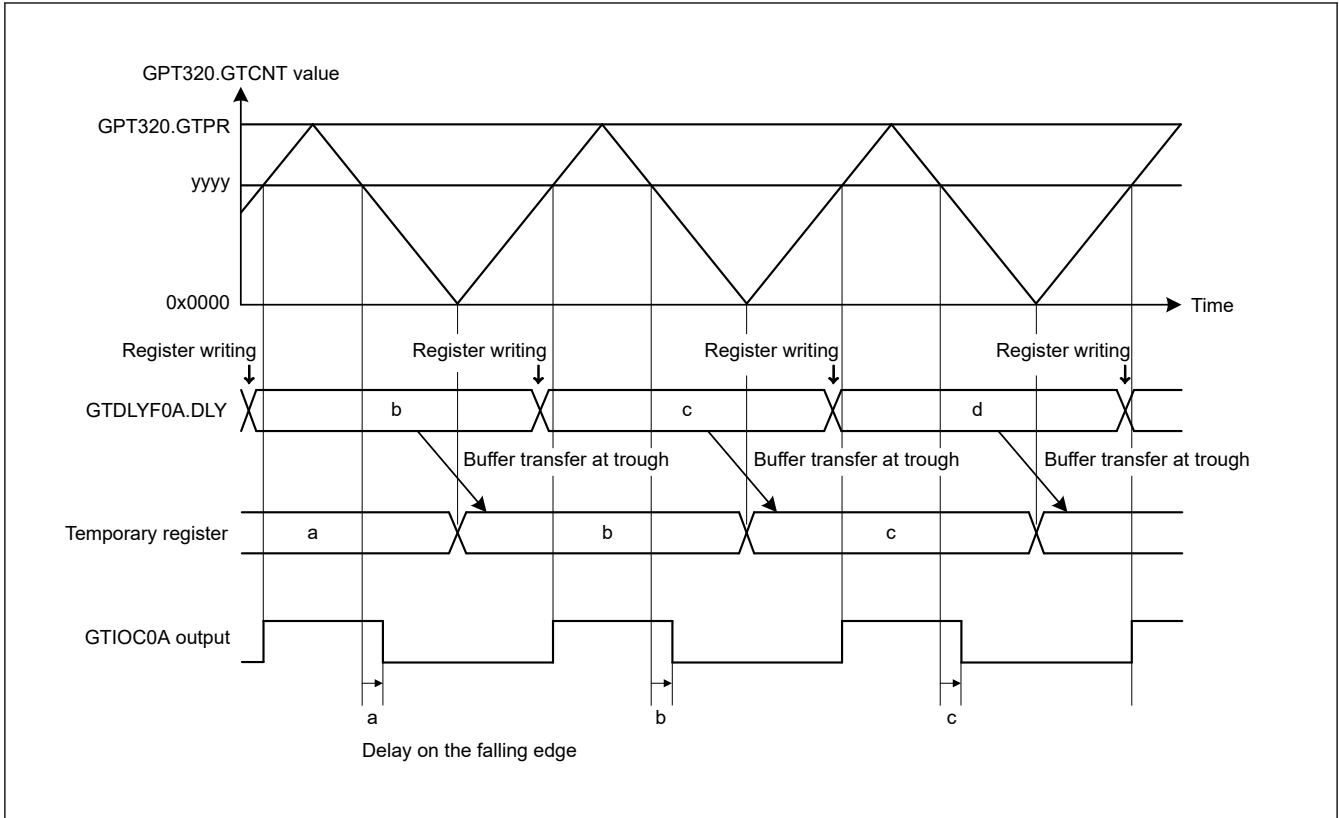 GPT320.GTCNT value
GPT320.GTPR
yyyy
0x0000
Time
Register writing Register writing Register writing Register writing
GTDLYF0A.DLY b c d
Buffer transfer at trough Buffer transfer at trough Buffer transfer at trough
Temporary register a b c
GTIOC0A output
a b c
Delay on the falling edge